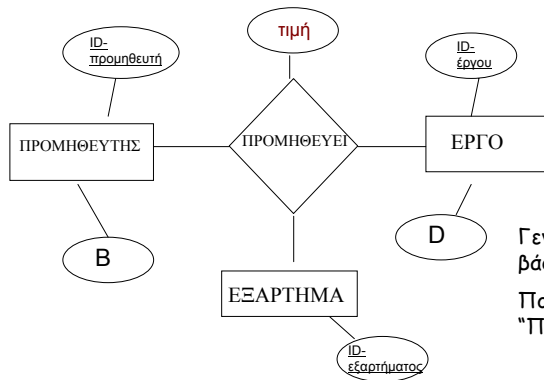 τιμή
ID-
προμηθευτή
ID-
έργου
ΠΡΟΜΗΘΕΥΤΗΣ
ΠΡΟΜΗΘΕΥΕΙ
ΕΡΓΟ
B
D
ΕΞΑΡΤΗΜΑ
ID-
εξαρτήματος